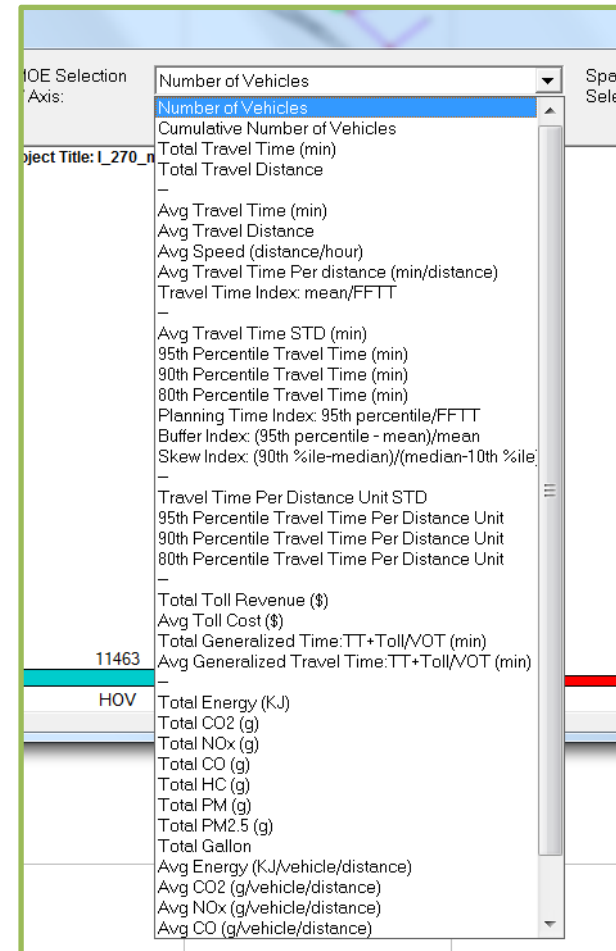 IOE Selection
Axis:
Number of Vehicles
Spa
Sele
Number of Vehicles
Cumulative Number of Vehicles
Total Travel Time (min)
Total Travel Distance
--
Avg Travel Time (min)
Avg Travel Distance
Avg Speed (distance/hour)
Avg Travel Time Per distance (min/distance)
Travel Time Index: mean/FFTT
--
Avg Travel Time STD (min)
95th Percentile Travel Time (min)
90th Percentile Travel Time (min)
80th Percentile Travel Time (min)
Planning Time Index: 95th percentile/FFTT
Buffer Index: (95th percentile - mean)/mean
Skew Index: (90th %ile-median)/(median-10th %ile)
--
Travel Time Per Distance Unit STD
95th Percentile Travel Time Per Distance Unit
90th Percentile Travel Time Per Distance Unit
80th Percentile Travel Time Per Distance Unit
--
Total Toll Revenue ($)
Avg Toll Cost ($)
Total Generalized Time:TT+Toll/VOT (min)
Avg Generalized Travel Time:TT+Toll/VOT (min)
--
Total Energy (KJ)
Total CO2 (g)
Total NOx (g)
Total CO (g)
Total HC (g)
Total PM (g)
Total PM2.5 (g)
Total Gallon
Avg Energy (KJ/vehicle/distance)
Avg CO2 (g/vehicle/distance)
Avg NOx (g/vehicle/distance)
Avg CO (g/vehicle/distance)
oject Title: I_270_n
11463
HOV